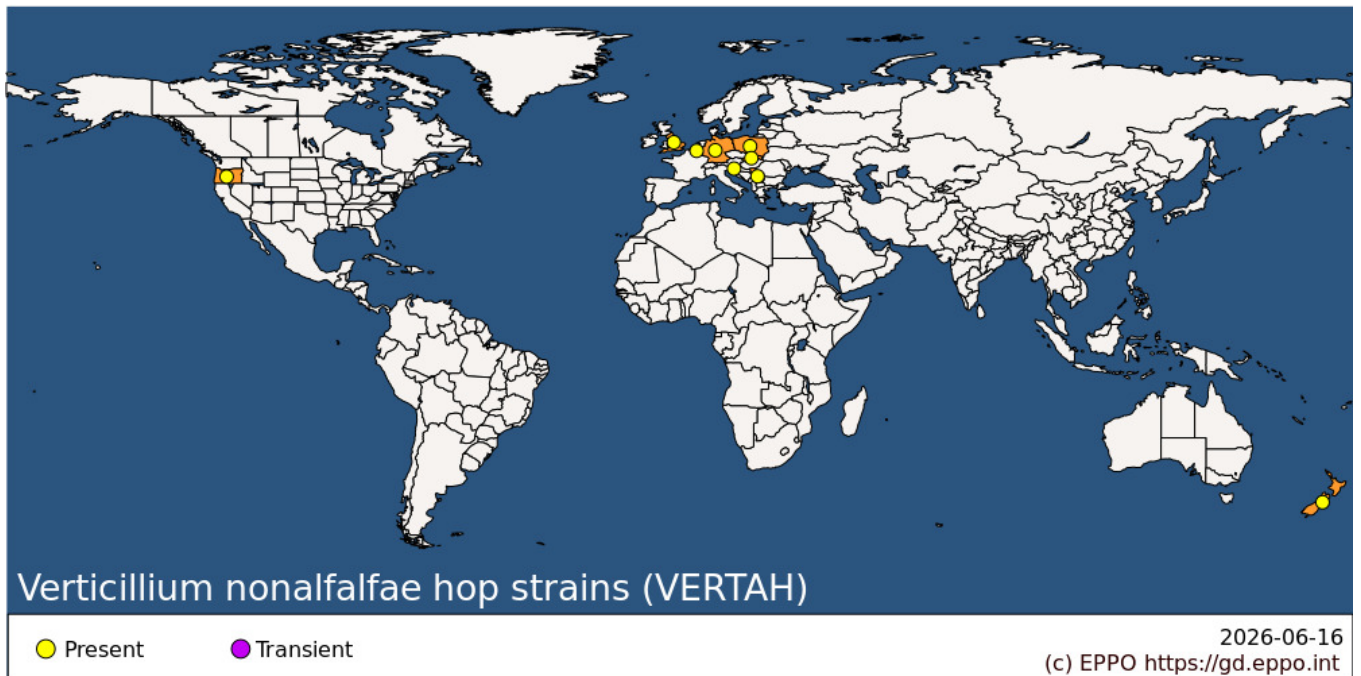 Verticillium nonalfalfae hop strains (VERTAH)
Present
Transient
2026-06-16
(c) EPPO https://gd.eppo.int